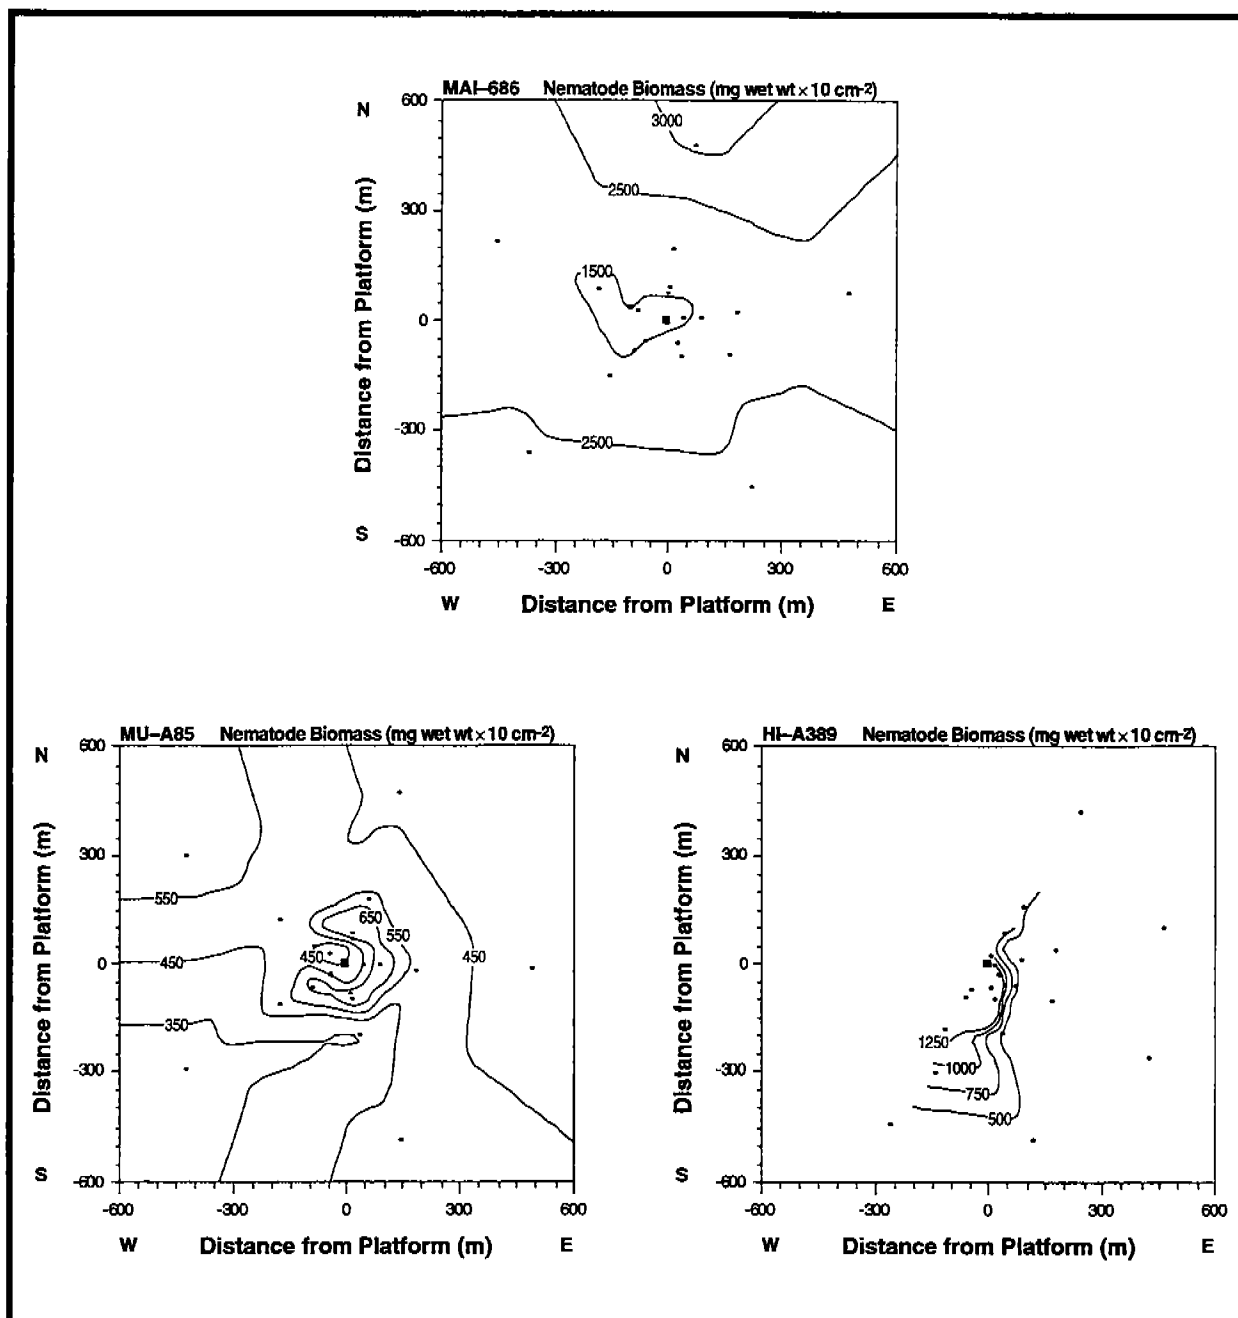 MAI–686 Nematode Biomass (mg wet wt × 10 cm-2)
N
600
3000
Distance from Platform (m)
2500
300
1500
0
-300
2500
S
-600
-600 -300 0 300 600
W Distance from Platform (m) E
MU–A85 Nematode Biomass (mg wet wt × 10 cm-2)
N
600
Distance from Platform (m)
300
550
650
550
450
450
450
0
350
-300
S
-600
-600 -300 0 300 600
W Distance from Platform (m) E
HI–A389 Nematode Biomass (mg wet wt × 10 cm-2)
N
600
Distance from Platform (m)
300
0
1250
1000
-300
750
500
S
-600
-600 -300 0 300 600
W Distance from Platform (m) E